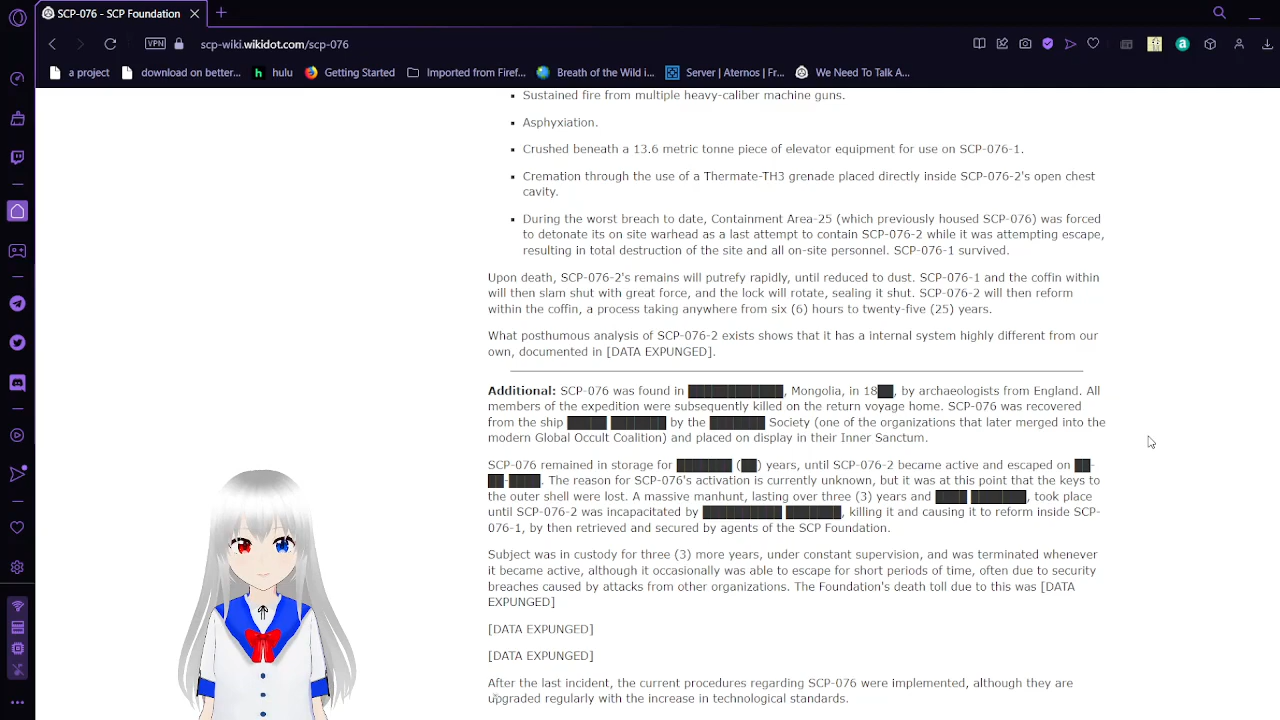 SCP-076 - SCP Foundation
VPN
scp-wiki.wikidot.com/scp-076
a project
download on better...
hulu
Getting Started
Imported from Firef...
Breath of the Wild i...
Server | Aternos | Fr...
We Need To Talk A...
Sustained fire from multiple heavy-caliber machine guns.
Asphyxiation.
Crushed beneath a 13.6 metric tonne piece of elevator equipment for use on SCP-076-1.
Cremation through the use of a Thermate-TH3 grenade placed directly inside SCP-076-2's open chest
cavity.
During the worst breach to date, Containment Area-25 (which previously housed SCP-076) was forced
to detonate its on site warhead as a last attempt to contain SCP-076-2 while it was attempting escape,
resulting in total destruction of the site and all on-site personnel. SCP-076-1 survived.
Upon death, SCP-076-2's remains will putrefy rapidly, until reduced to dust. SCP-076-1 and the coffin within
will then slam shut with great force, and the lock will rotate, sealing it shut. SCP-076-2 will then reform
within the coffin, a process taking anywhere from six (6) hours to twenty-five (25) years.
What posthumous analysis of SCP-076-2 exists shows that it has a internal system highly different from our
own, documented in [DATA EXPUNGED].
Additional: SCP-076 was found in ████████████, Mongolia, in 18██, by archaeologists from England. All
members of the expedition were subsequently killed on the return voyage home. SCP-076 was recovered
from the ship █████ ███████ by the ███████ Society (one of the organizations that later merged into the
modern Global Occult Coalition) and placed on display in their Inner Sanctum.
SCP-076 remained in storage for ███████ (██) years, until SCP-076-2 became active and escaped on ██-
██-████. The reason for SCP-076's activation is currently unknown, but it was at this point that the keys to
the outer shell were lost. A massive manhunt, lasting over three (3) years and ████ ███████, took place
until SCP-076-2 was incapacitated by ██████████ ███████, killing it and causing it to reform inside SCP-
076-1, by then retrieved and secured by agents of the SCP Foundation.
Subject was in custody for three (3) more years, under constant supervision, and was terminated whenever
it became active, although it occasionally was able to escape for short periods of time, often due to security
breaches caused by attacks from other organizations. The Foundation's death toll due to this was [DATA
EXPUNGED]
[DATA EXPUNGED]
[DATA EXPUNGED]
After the last incident, the current procedures regarding SCP-076 were implemented, although they are
upgraded regularly with the increase in technological standards.